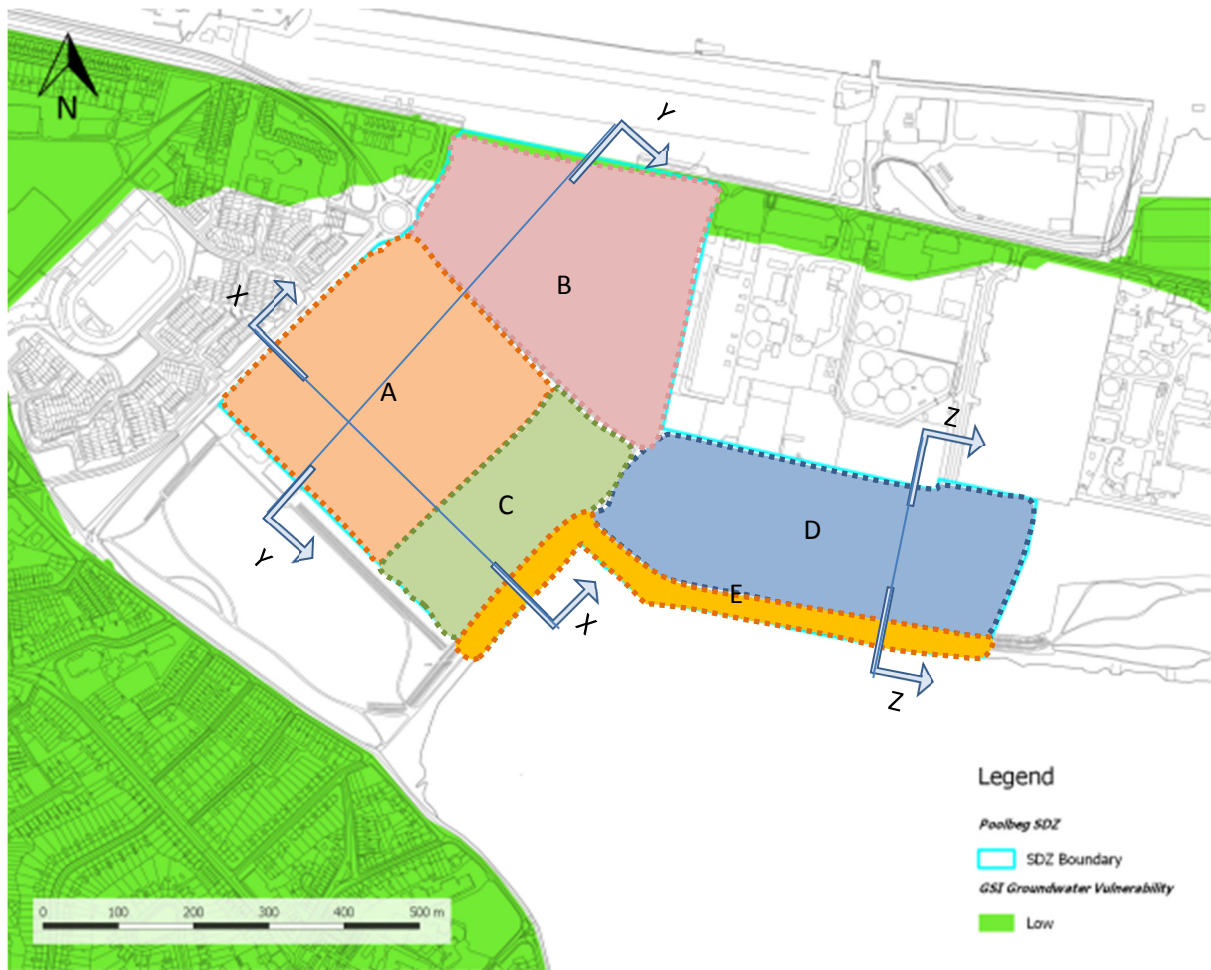 N
Y
B
X
A
Z
C
D
Y
E
X
Z
Legend
Poolbeg SDZ
SDZ Boundary
GSI Groundwater Vulnerability
Low
0 100 200 300 400 500 m